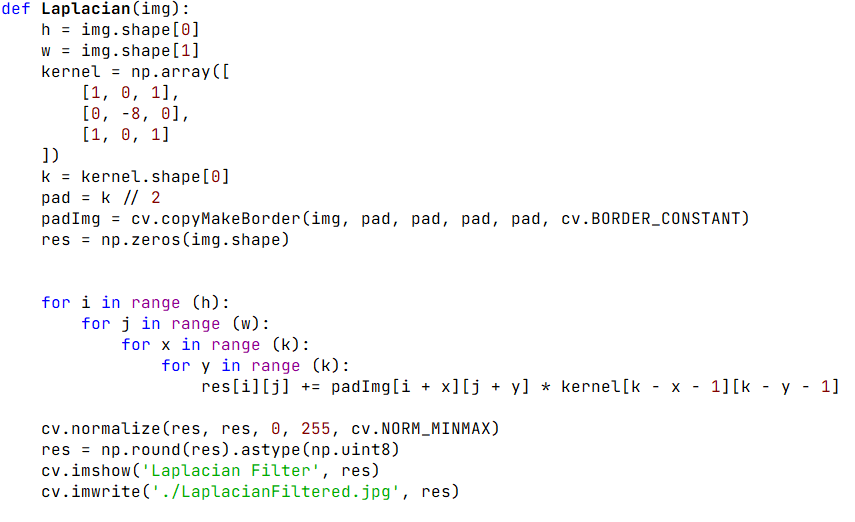 def Laplacian(img):
    h = img.shape[0]
    w = img.shape[1]
    kernel = np.array([
        [1, 0, 1],
        [0, -8, 0],
        [1, 0, 1]
    ])
    k = kernel.shape[0]
    pad = k // 2
    padImg = cv.copyMakeBorder(img, pad, pad, pad, pad, cv.BORDER_CONSTANT)
    res = np.zeros(img.shape)
    for i in range (h):
        for j in range (w):
            for x in range (k):
                for y in range (k):
                    res[i][j] += padImg[i + x][j + y] * kernel[k - x - 1][k - y - 1]
    cv.normalize(res, res, 0, 255, cv.NORM_MINMAX)
    res = np.round(res).astype(np.uint8)
    cv.imshow('Laplacian Filter', res)
    cv.imwrite('./LaplacianFiltered.jpg', res)